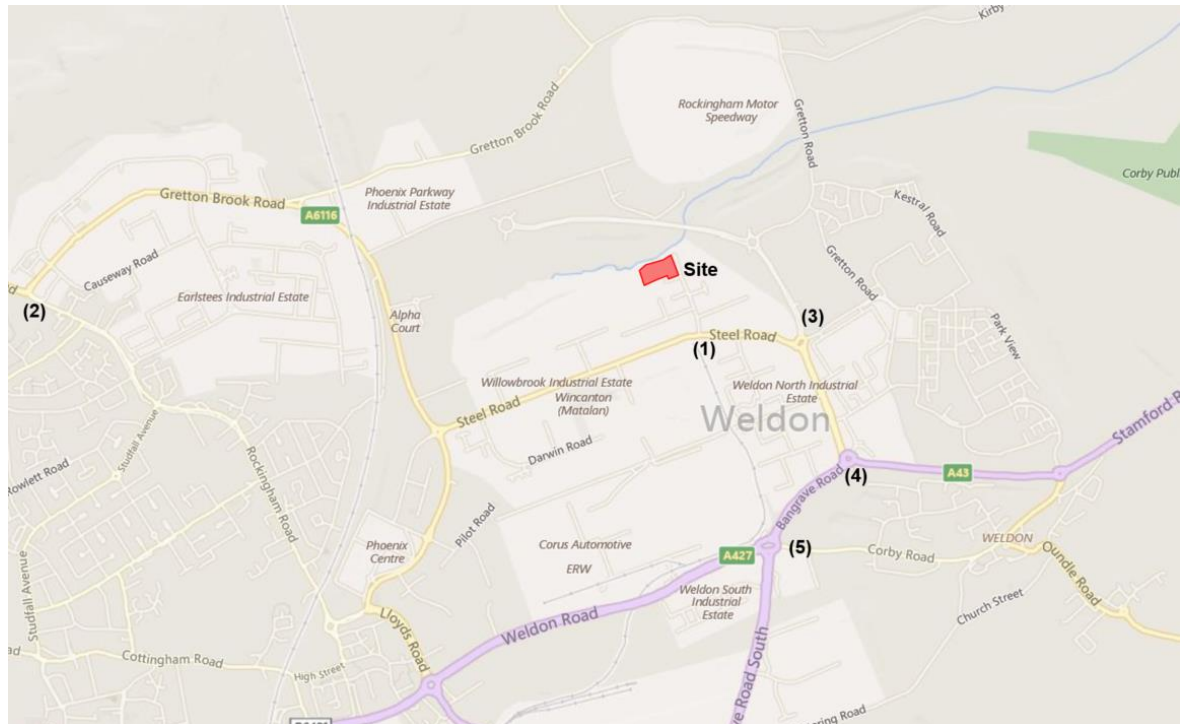 Kirby
Rockingham Motor
Speedway
Gretton Road
Gretton Brook Road
Corby Publ
Phoenix Parkway
Industrial Estate
Gretton Brook Road
A6116
Kestral Road
Causeway Road
Gretton Road
Site
(2)
Earlstees Industrial Estate
Alpha
Court
(3)
Steel Road
(1)
Park View
Willowbrook Industrial Estate
Wincanton
(Matalan)
Weldon North Industrial
Estate
Steel Road
Weldon
Studfall Avenue
Darwin Road
Stamford R
Rowlett Road
Rockingham Road
A43
(4)
Bangrave Road
Pilot Road
Phoenix
Centre
Corus Automotive
ERW
A427
(5)
Corby Road
WELDON
Oundle Road
Studfall Avenue
Weldon South
Industrial
Estate
Church Street
Weldon Road
Lloyds Road
Cottingham Road
High Street
ve Road South
ering Road